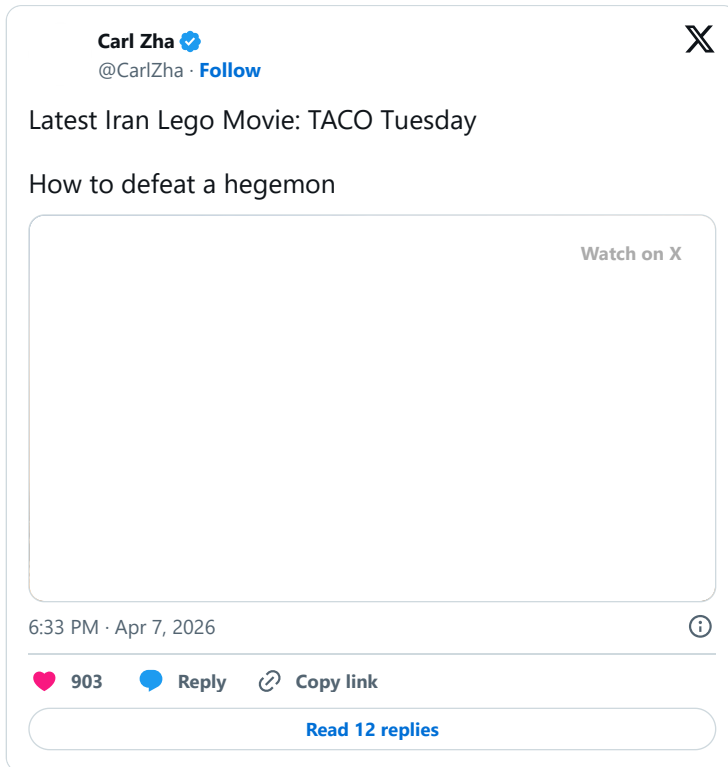 Carl Zha
@CarlZha · Follow
Latest Iran Lego Movie: TACO Tuesday
How to defeat a hegemon
Watch on X
6:33 PM · Apr 7, 2026
903 Reply Copy link
Read 12 replies